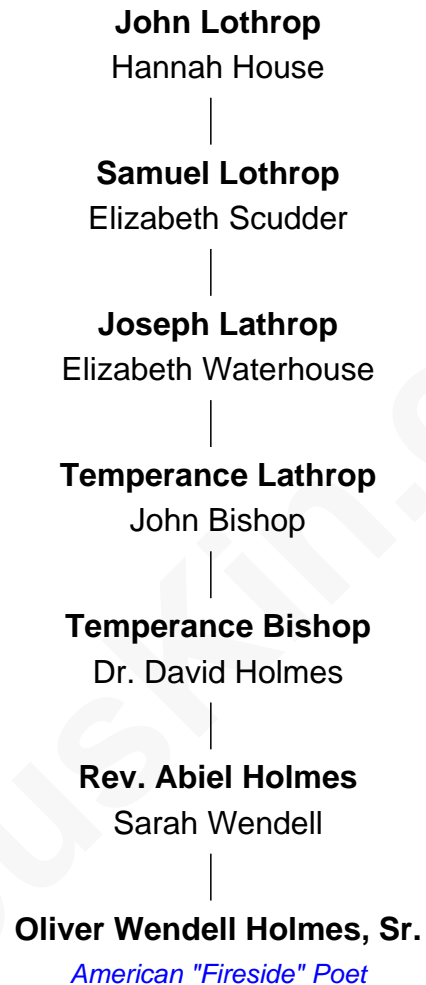 John Lothrop
Hannah House
Samuel Lothrop
Elizabeth Scudder
Joseph Lathrop
Elizabeth Waterhouse
Temperance Lathrop
John Bishop
Temperance Bishop
Dr. David Holmes
Rev. Abiel Holmes
Sarah Wendell
Oliver Wendell Holmes, Sr.
American "Fireside" Poet